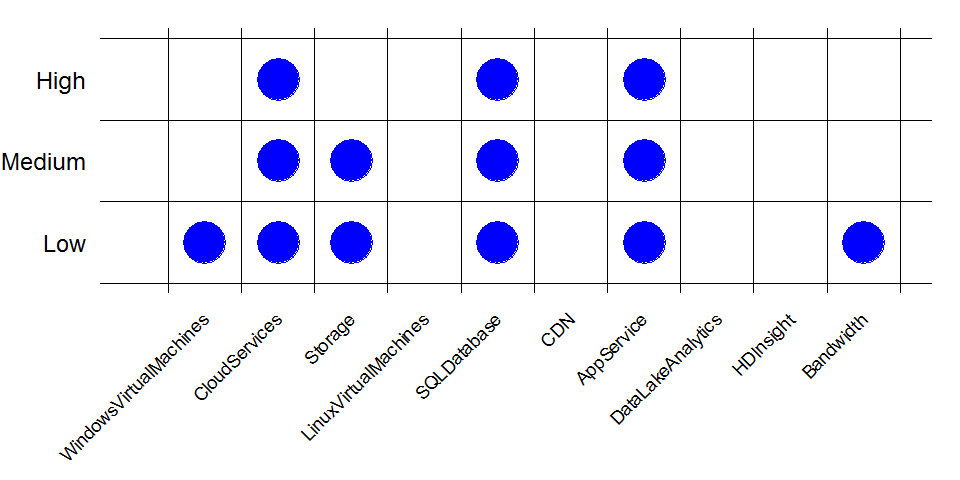 High
Medium
Low
WindowsVirtualMachines
CloudServices
Storage
LinuxVirtualMachines
SQLDatabase
CDN
AppService
DataLakeAnalytics
HDInsight
Bandwidth